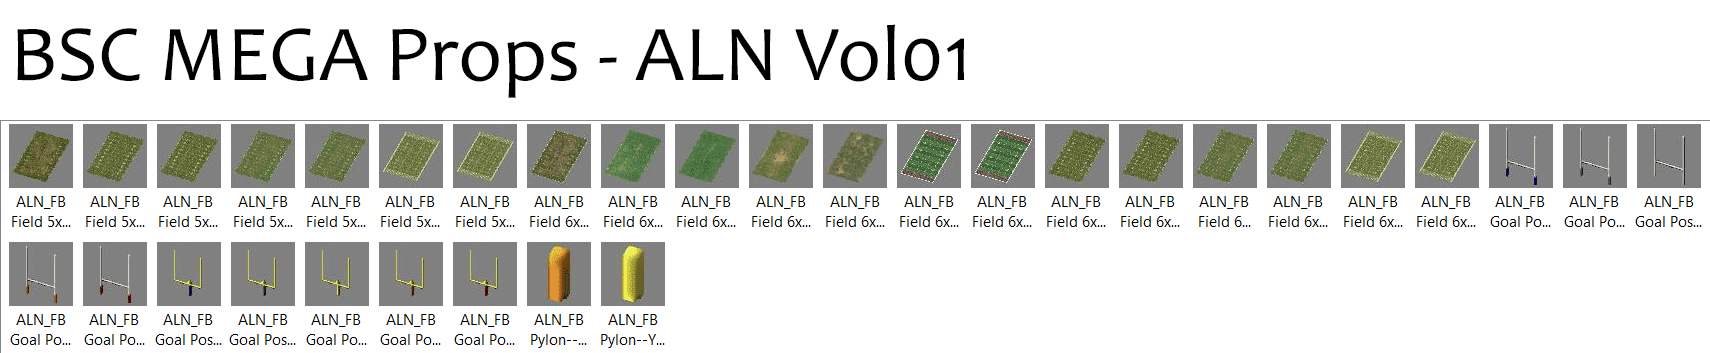 BSC MEGA Props - ALN Vol01
ALN_FB
Field 5x...
ALN_FB
Field 5x...
ALN_FB
Field 5x...
ALN_FB
Field 5x...
ALN_FB
Field 5x...
ALN_FB
Field 5x...
ALN_FB
Field 5x...
ALN_FB
Field 6x...
ALN_FB
Field 6x...
ALN_FB
Field 6x...
ALN_FB
Field 6x...
ALN_FB
Field 6x...
ALN_FB
Field 6x...
ALN_FB
Field 6x...
ALN_FB
Field 6x...
ALN_FB
Field 6x...
ALN_FB
Field 6...
ALN_FB
Field 6x...
ALN_FB
Field 6x...
ALN_FB
Field 6x...
ALN_FB
Goal Po...
ALN_FB
Goal Po...
ALN_FB
Goal Pos...
ALN_FB
Goal Po...
ALN_FB
Goal Po...
ALN_FB
Goal Pos...
ALN_FB
Goal Pos...
ALN_FB
Goal Po...
ALN_FB
Goal Po...
ALN_FB
Goal Po...
ALN_FB
Pylon--...
ALN_FB
Pylon--Y...